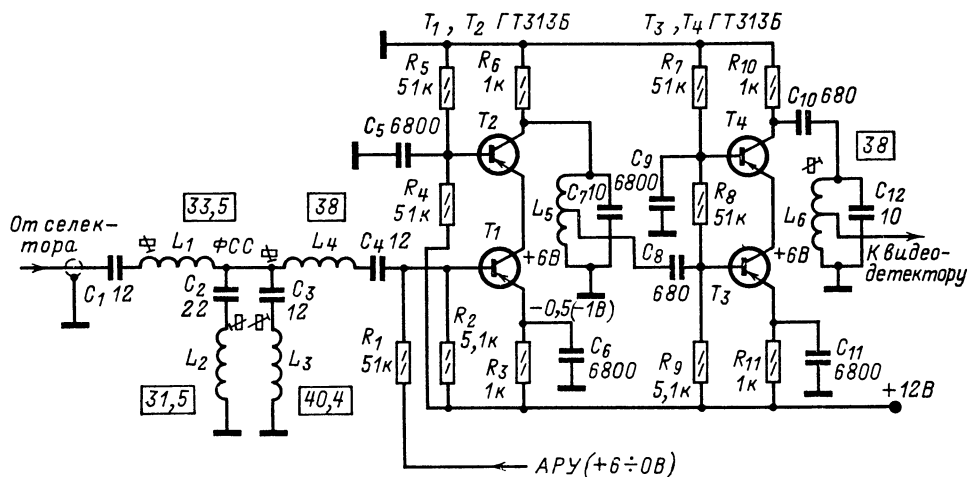 T₁, T₂ ГТ313Б
T₃, T₄ ГТ313Б
R₅
51к
R₆
1к
R₇
51к
R₁₀
1к
C₁₀ 680
C₅ 6800
T₂
T₄
38
C₉
6800
33,5
38
R₄
51к
C₇ 10
R₈
51к
C₁₂
10
От селек-
тора
L₁
ФСС
L₄
C₄ 12
T₁
L₅
L₆
+6В
C₈
+6В
К видео-
детектору
C₁ 12
C₂
22
C₃
12
680
T₃
-0,5(-1В)
R₁
51к
R₂
5,1к
R₃
1к
C₆
6800
R₉
5,1к
R₁₁
1к
C₁₁
6800
L₂
L₃
31,5
40,4
+12В
АРУ (+6÷0В)